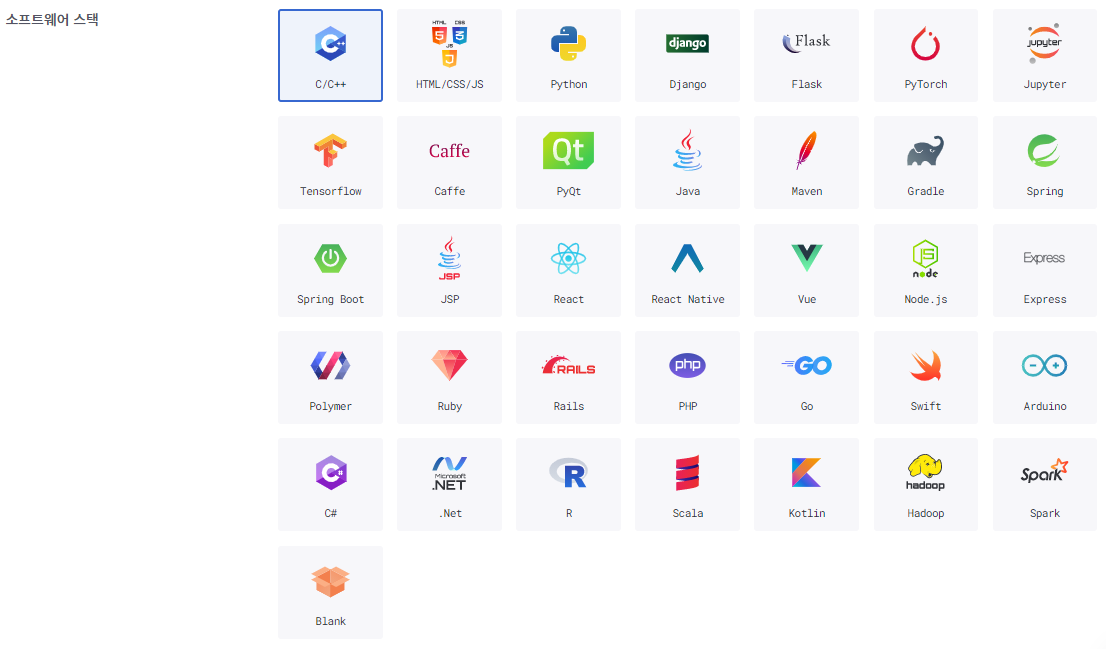 소프트웨어 스택
HTML CSS
JS
django
Flask
jupyter
C/C++ HTML/CSS/JS Python Django Flask PyTorch Jupyter
Caffe
Qt
Tensorflow Caffe PyQt Java Maven Gradle Spring
JSP
JS
node
Express
Spring Boot JSP React React Native Vue Node.js Express
RAILS
php
GO
Polymer Ruby Rails PHP Go Swift Arduino
C#
Microsoft
.NET
R
hadoop
Spark
C# .Net R Scala Kotlin Hadoop Spark
Blank